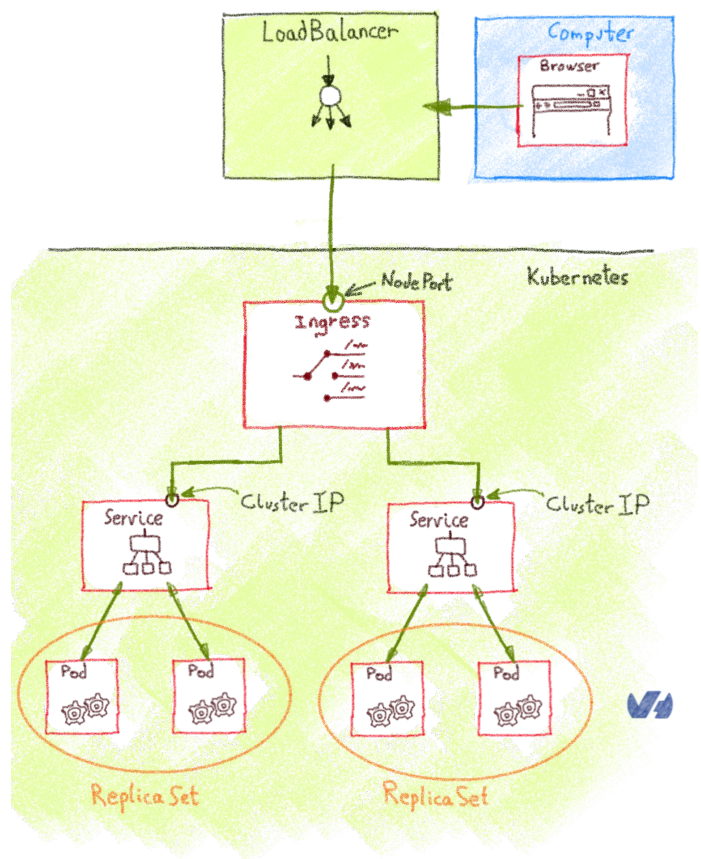 LoadBalancer
Computer
Browser
NodePort
Kubernetes
Ingress
Cluster IP
Cluster IP
Service
Service
Pod
Pod
Pod
Pod
Replica Set
Replica Set